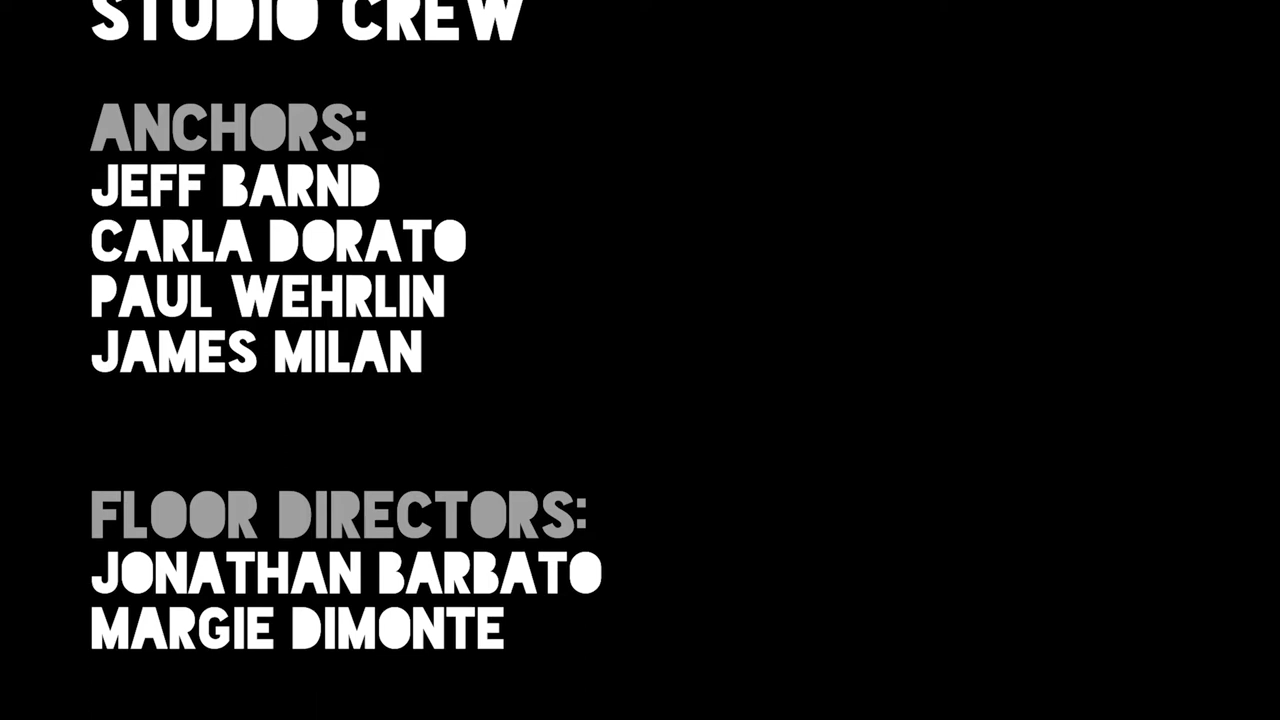 STUDIO CREW
ANCHORS:
JEFF BARND
CARLA DORATO
PAUL WEHRLIN
JAMES MILAN
FLOOR DIRECTORS:
JONATHAN BARBATO
MARGIE DIMONTE